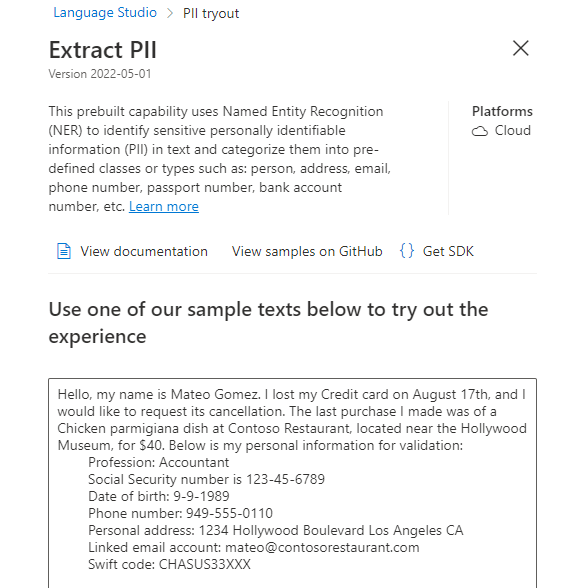 Language Studio > PII tryout
Extract PII
Version 2022-05-01
This prebuilt capability uses Named Entity Recognition
(NER) to identify sensitive personally identifiable
information (PII) in text and categorize them into pre-
defined classes or types such as: person, address, email,
phone number, passport number, bank account
number, etc. Learn more
Platforms
Cloud
View documentation
View samples on GitHub
{} Get SDK
Use one of our sample texts below to try out the
experience
Hello, my name is Mateo Gomez. I lost my Credit card on August 17th, and I
would like to request its cancellation. The last purchase I made was of a
Chicken parmigiana dish at Contoso Restaurant, located near the Hollywood
Museum, for $40. Below is my personal information for validation:
Profession: Accountant
Social Security number is 123-45-6789
Date of birth: 9-9-1989
Phone number: 949-555-0110
Personal address: 1234 Hollywood Boulevard Los Angeles CA
Linked email account: mateo@contosorestaurant.com
Swift code: CHASUS33XXX